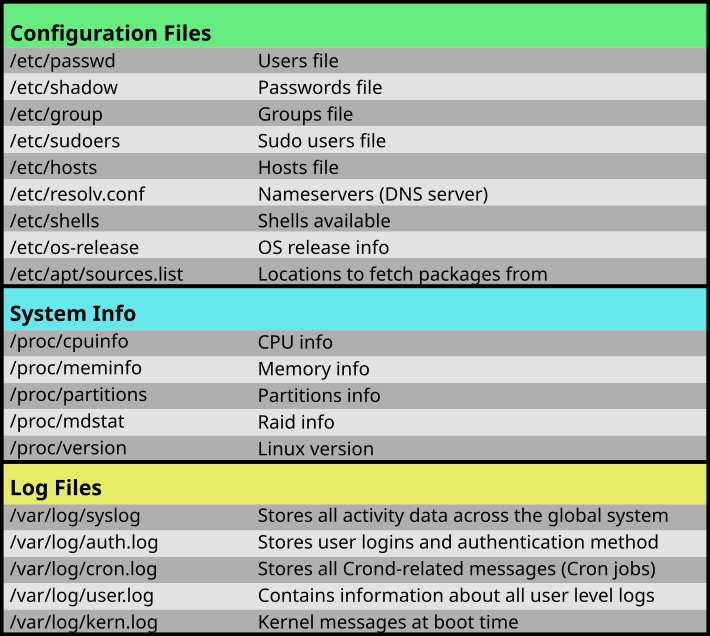 Configuration Files
/etc/passwd Users file
/etc/shadow Passwords file
/etc/group Groups file
/etc/sudoers Sudo users file
/etc/hosts Hosts file
/etc/resolv.conf Nameservers (DNS server)
/etc/shells Shells available
/etc/os-release OS release info
/etc/apt/sources.list Locations to fetch packages from
System Info
/proc/cpuinfo CPU info
/proc/meminfo Memory info
/proc/partitions Partitions info
/proc/mdstat Raid info
/proc/version Linux version
Log Files
/var/log/syslog Stores all activity data across the global system
/var/log/auth.log Stores user logins and authentication method
/var/log/cron.log Stores all Crond-related messages (Cron jobs)
/var/log/user.log Contains information about all user level logs
/var/log/kern.log Kernel messages at boot time